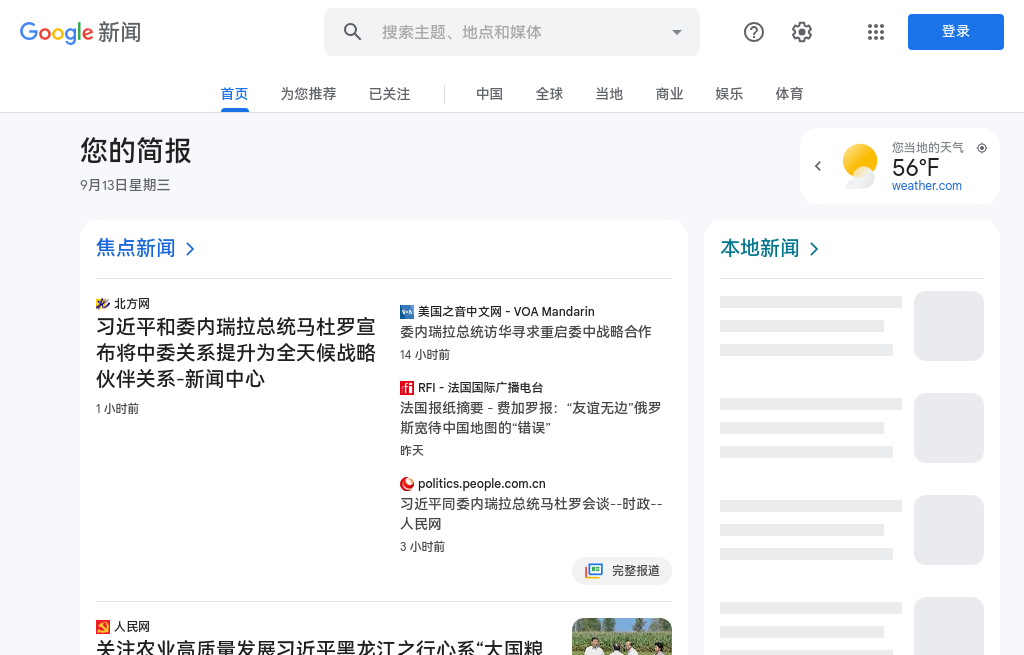 Google 新闻
搜索主题、地点和媒体
登录
首页
为您推荐
已关注
中国
全球
当地
商业
娱乐
体育
您的简报
9月13日星期三
您当地的天气
56°F
weather.com
焦点新闻
北方网
习近平和委内瑞拉总统马杜罗宣
布将中委关系提升为全天候战略
伙伴关系-新闻中心
1 小时前
美国之音中文网 - VOA Mandarin
委内瑞拉总统访华寻求重启委中战略合作
14 小时前
RFI - 法国国际广播电台
法国报纸摘要 - 费加罗报：“友谊无边”俄罗
斯宽待中国地图的“错误”
昨天
politics.people.com.cn
习近平同委内瑞拉总统马杜罗会谈--时政--
人民网
3 小时前
完整报道
人民网
关注农业高质量发展习近平黑龙江之行心系“大国粮
本地新闻